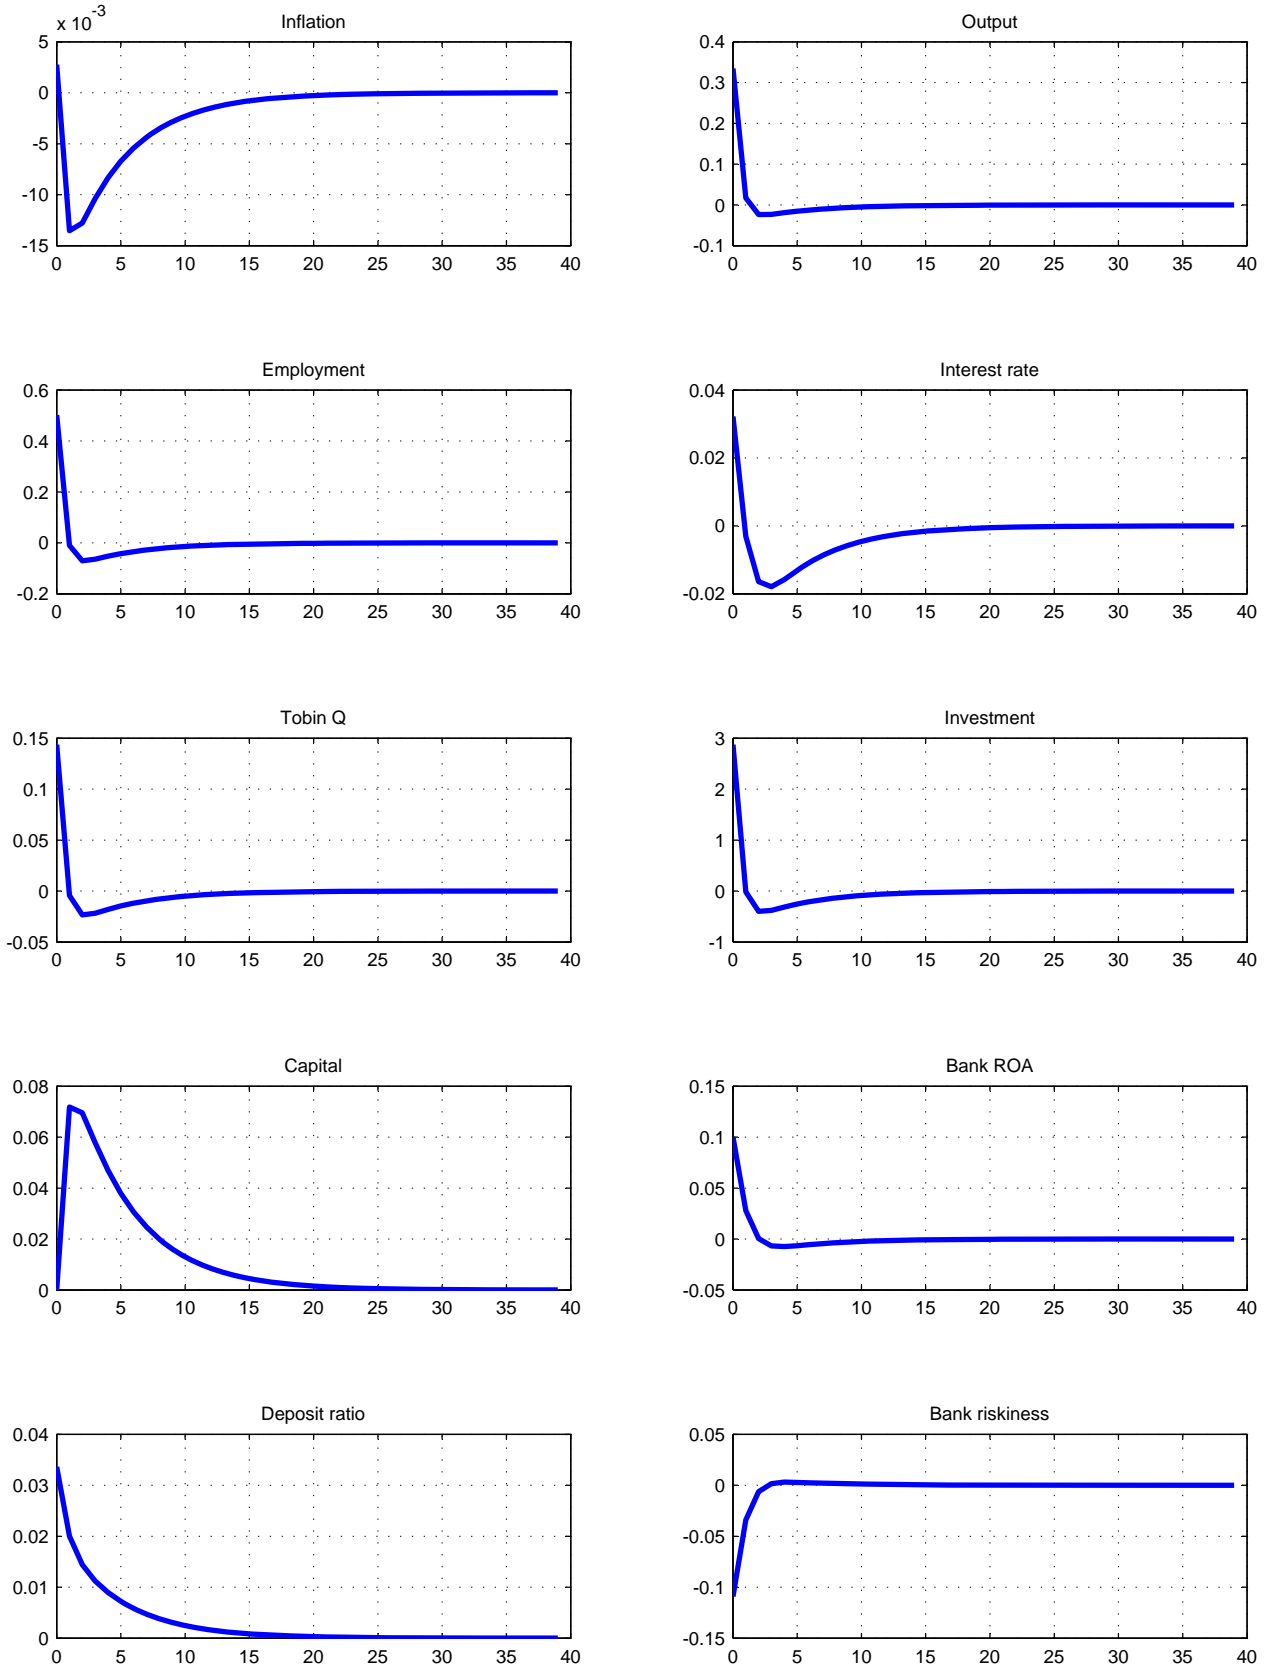 x 10^-3
Inflation
5
0
-5
-10
-15
0 5 10 15 20 25 30 35 40
Output
0.4
0.3
0.2
0.1
0
-0.1
0 5 10 15 20 25 30 35 40
Employment
0.6
0.4
0.2
0
-0.2
0 5 10 15 20 25 30 35 40
Interest rate
0.04
0.02
0
-0.02
0 5 10 15 20 25 30 35 40
Tobin Q
0.15
0.1
0.05
0
-0.05
0 5 10 15 20 25 30 35 40
Investment
3
2
1
0
-1
0 5 10 15 20 25 30 35 40
Capital
0.08
0.06
0.04
0.02
0
0 5 10 15 20 25 30 35 40
Bank ROA
0.15
0.1
0.05
0
-0.05
0 5 10 15 20 25 30 35 40
Deposit ratio
0.04
0.03
0.02
0.01
0
0 5 10 15 20 25 30 35 40
Bank riskiness
0.05
0
-0.05
-0.1
-0.15
0 5 10 15 20 25 30 35 40